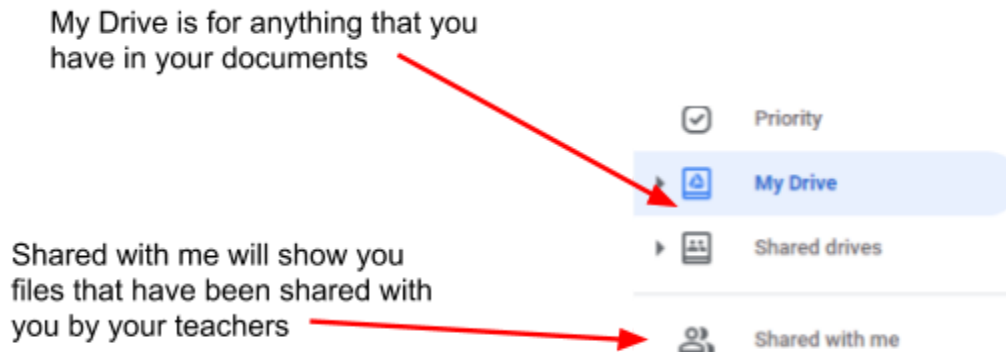 My Drive is for anything that you
have in your documents
Priority
My Drive
Shared drives
Shared with me will show you
files that have been shared with
you by your teachers
Shared with me